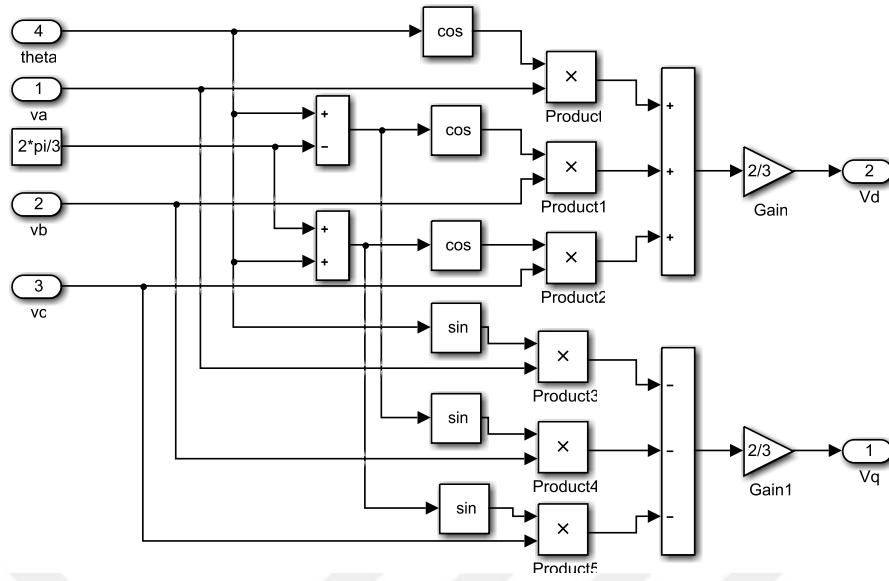 4
theta
cos
×
Product
1
va
2*pi/3
+
−
cos
×
Product1
2
vb
+
+
cos
×
Product2
3
vc
+
+
+
2/3
Gain
2
Vd
sin
×
Product3
sin
×
Product4
sin
×
Product5
−
−
−
2/3
Gain1
1
Vq